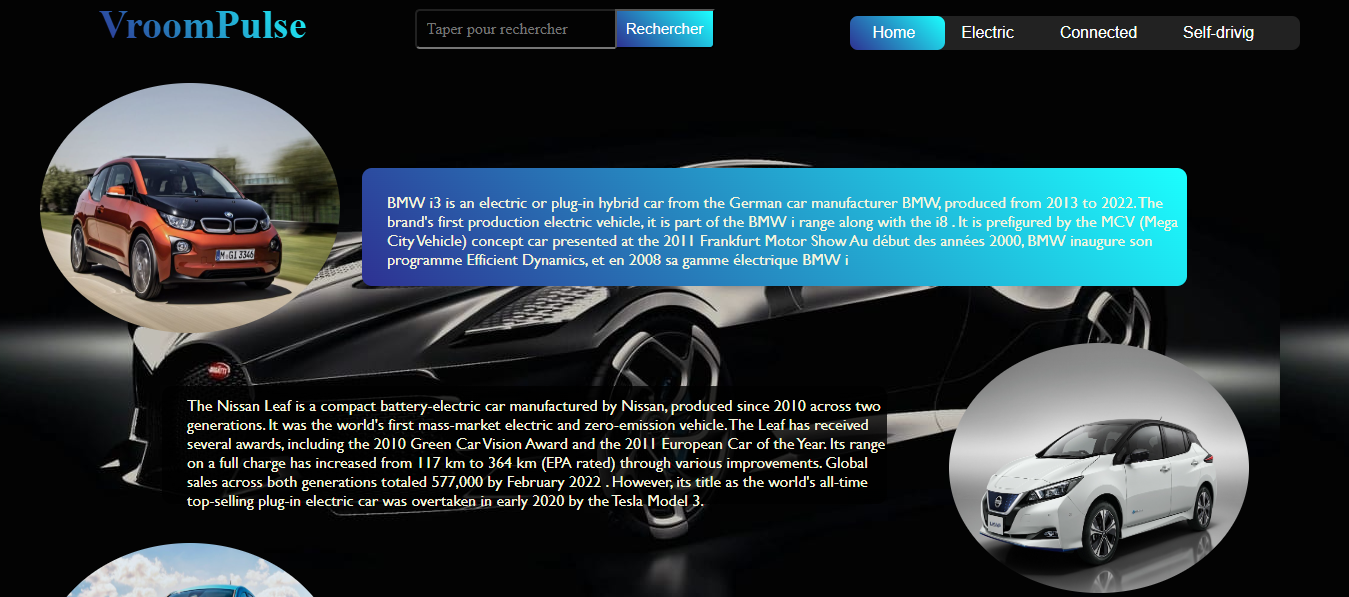 VroomPulse
Taper pour rechercher
Rechercher
Home
Electric
Connected
Self-drivig
BMW i3 is an electric or plug-in hybrid car from the German car manufacturer BMW, produced from 2013 to 2022. The
brand's first production electric vehicle, it is part of the BMW i range along with the i8 . It is prefigured by the MCV (Mega
City Vehicle) concept car presented at the 2011 Frankfurt Motor Show Au début des années 2000, BMW inaugure son
programme Efficient Dynamics, et en 2008 sa gamme électrique BMW i
M GI 3346
BUGATTI
The Nissan Leaf is a compact battery-electric car manufactured by Nissan, produced since 2010 across two
generations. It was the world's first mass-market electric and zero-emission vehicle. The Leaf has received
several awards, including the 2010 Green Car Vision Award and the 2011 European Car of the Year. Its range
on a full charge has increased from 117 km to 364 km (EPA rated) through various improvements. Global
sales across both generations totaled 577,000 by February 2022 . However, its title as the world's all-time
top-selling plug-in electric car was overtaken in early 2020 by the Tesla Model 3.